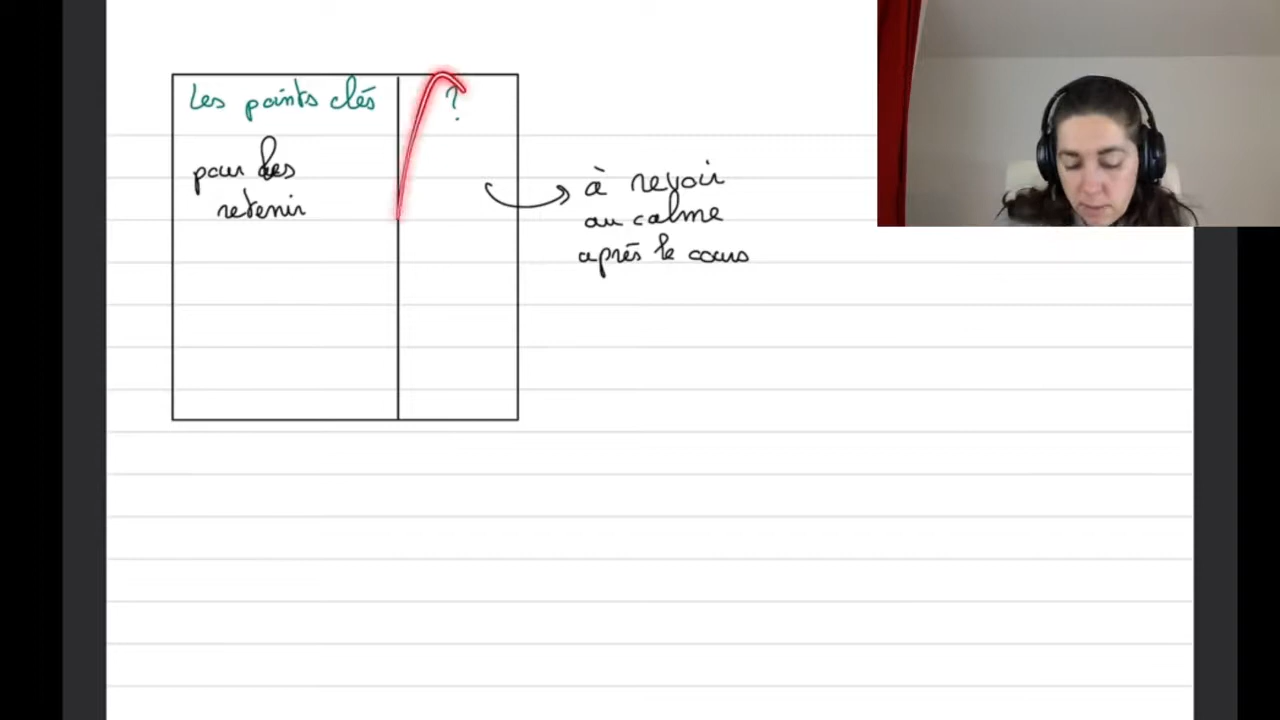 Les points clés
?
pour les
retenir
à revoir
au calme
après le cours